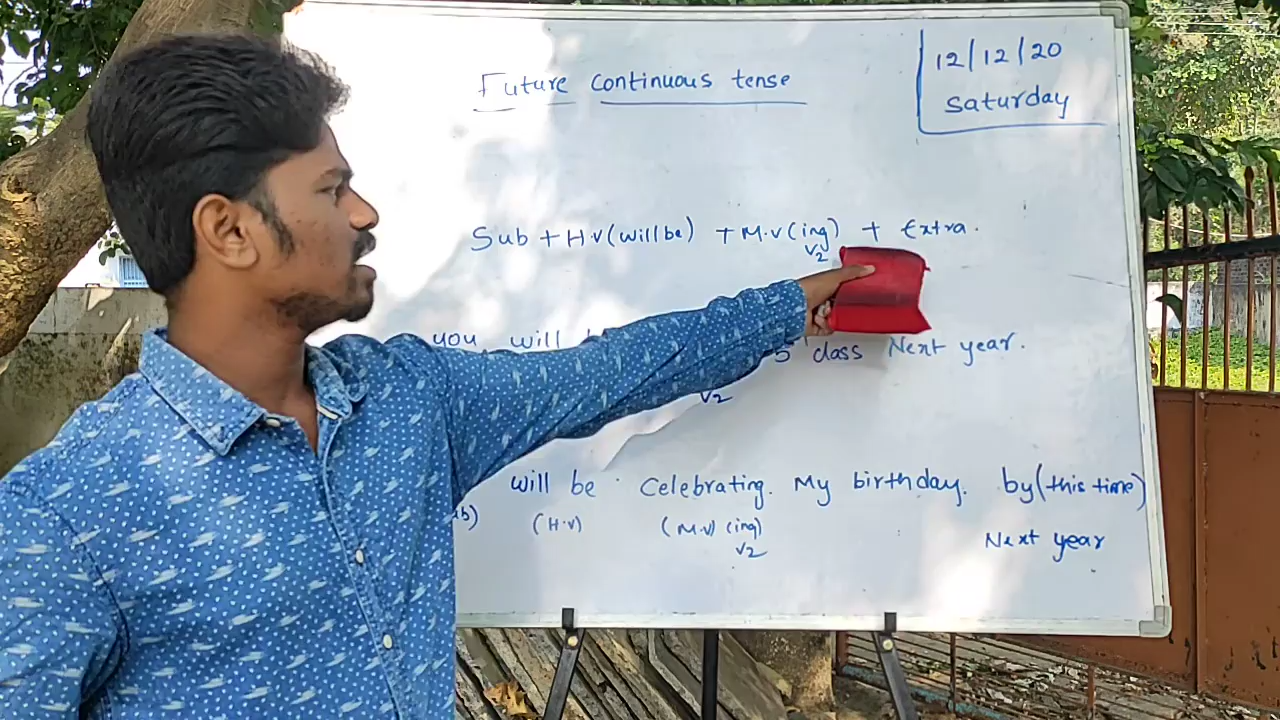 12/12/20
Saturday
Future continuous tense
Sub + H.V (will be) + M.V (ing) + Extra.
V2
you will 5 class Next year.
V2
will be celebrating. My birthday. by (this time)
(H.V) (M.V) (ing) Next year
V2